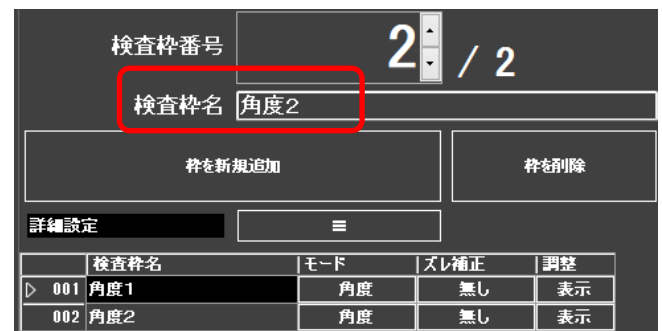 検査枠番号 2 / 2
検査枠名 角度2
枠を新規追加 枠を削除
詳細設定 ≡
検査枠名 モード ズレ補正 調整
001 角度1 角度 無し 表示
002 角度2 角度 無し 表示